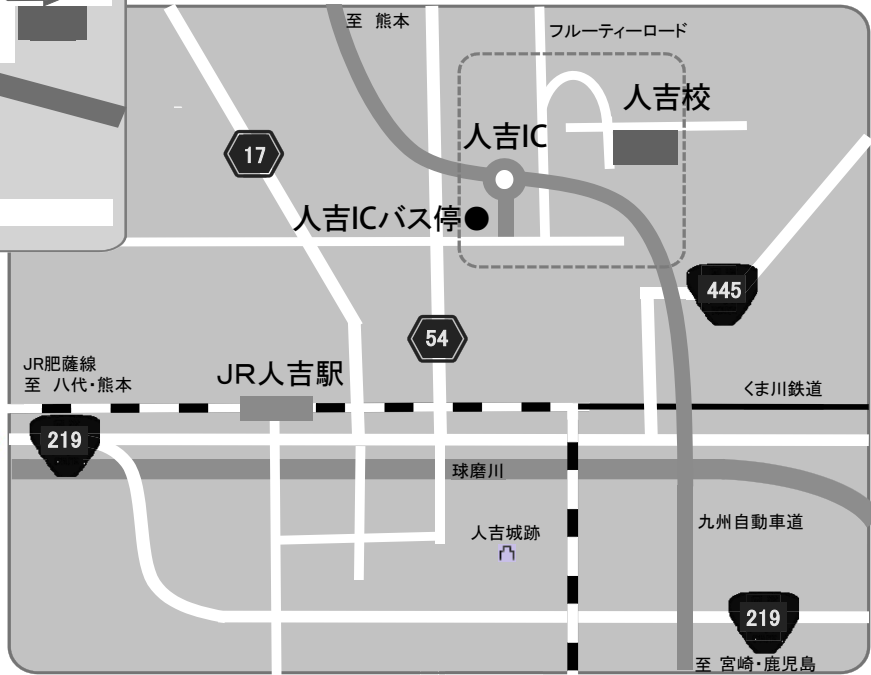 至 熊本
フルーティーロード
人吉校
人吉IC
17
人吉ICバス停
445
54
JR肥薩線
至 八代・熊本
JR人吉駅
くま川鉄道
219
球磨川
人吉城跡
九州自動車道
219
至 宮崎・鹿児島